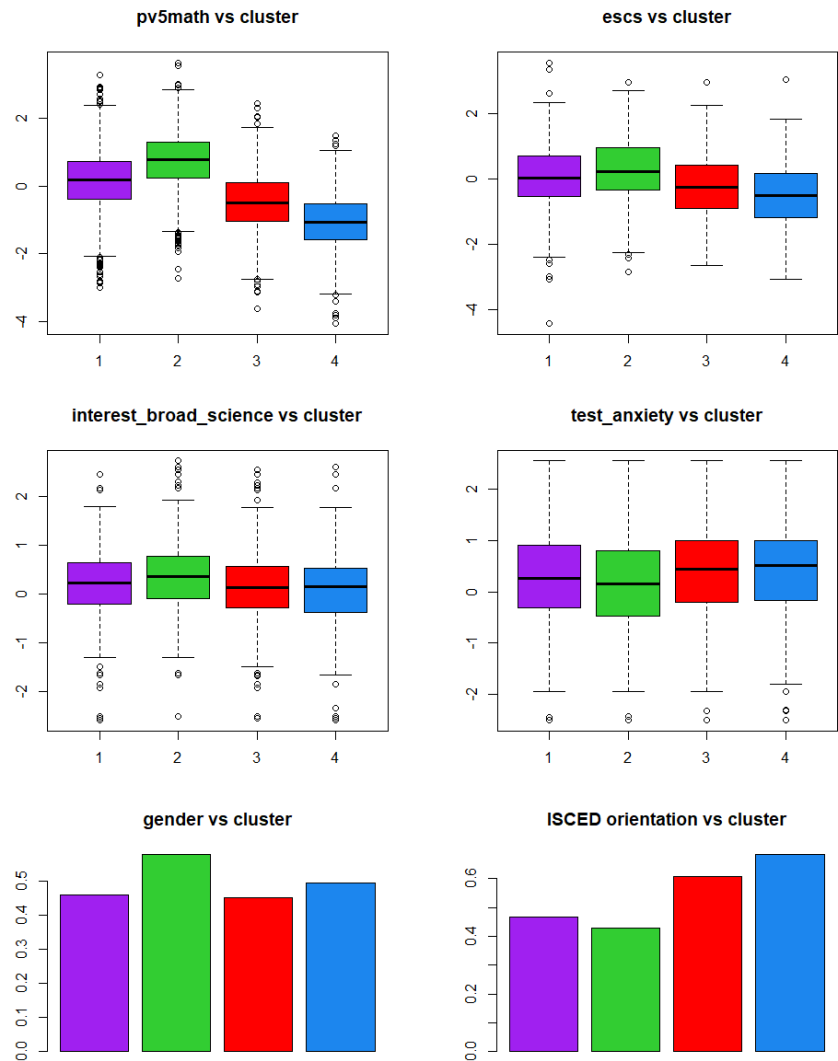 pv5math vs cluster
2
0
-2
-4
1 2 3 4
escs vs cluster
2
0
-2
-4
1 2 3 4
interest_broad_science vs cluster
2
1
0
-1
-2
1 2 3 4
test_anxiety vs cluster
2
1
0
-2
1 2 3 4
gender vs cluster
0.5
0.4
0.3
0.2
0.1
0.0
ISCED orientation vs cluster
0.6
0.4
0.2
0.0